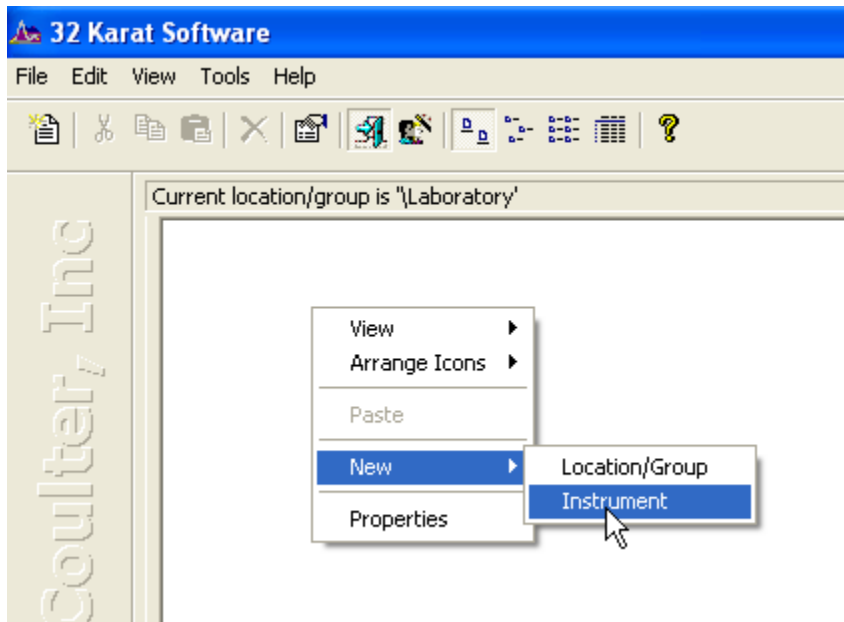 32 Karat Software
File Edit View Tools Help
Current location/group is '\Laboratory'
Coulter, Inc
View
Arrange Icons
Paste
New
Location/Group
Instrument
Properties